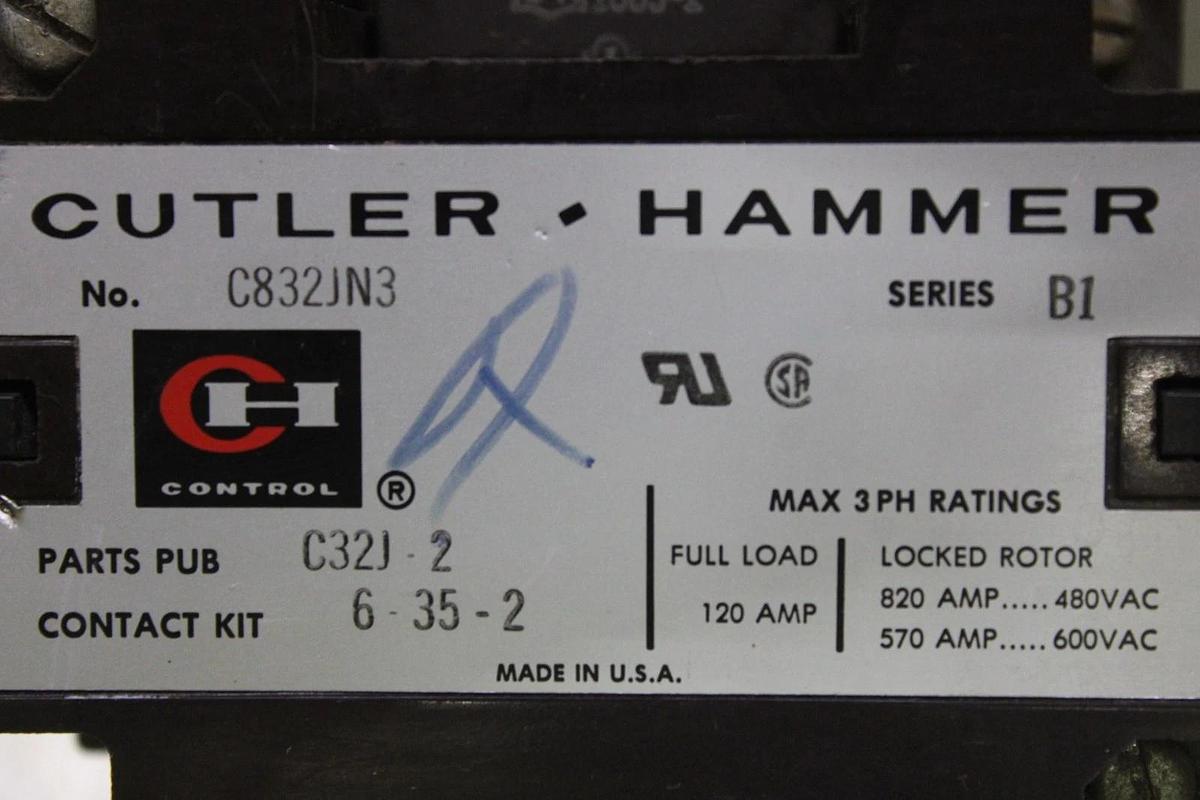 CUTLER · HAMMER
No. C832JN3 SERIES B1
CH
CONTROL ®
MAX 3PH RATINGS
PARTS PUB C32J-2
CONTACT KIT 6-35-2
FULL LOAD
120 AMP
LOCKED ROTOR
820 AMP.....480VAC
570 AMP.....600VAC
MADE IN U.S.A.